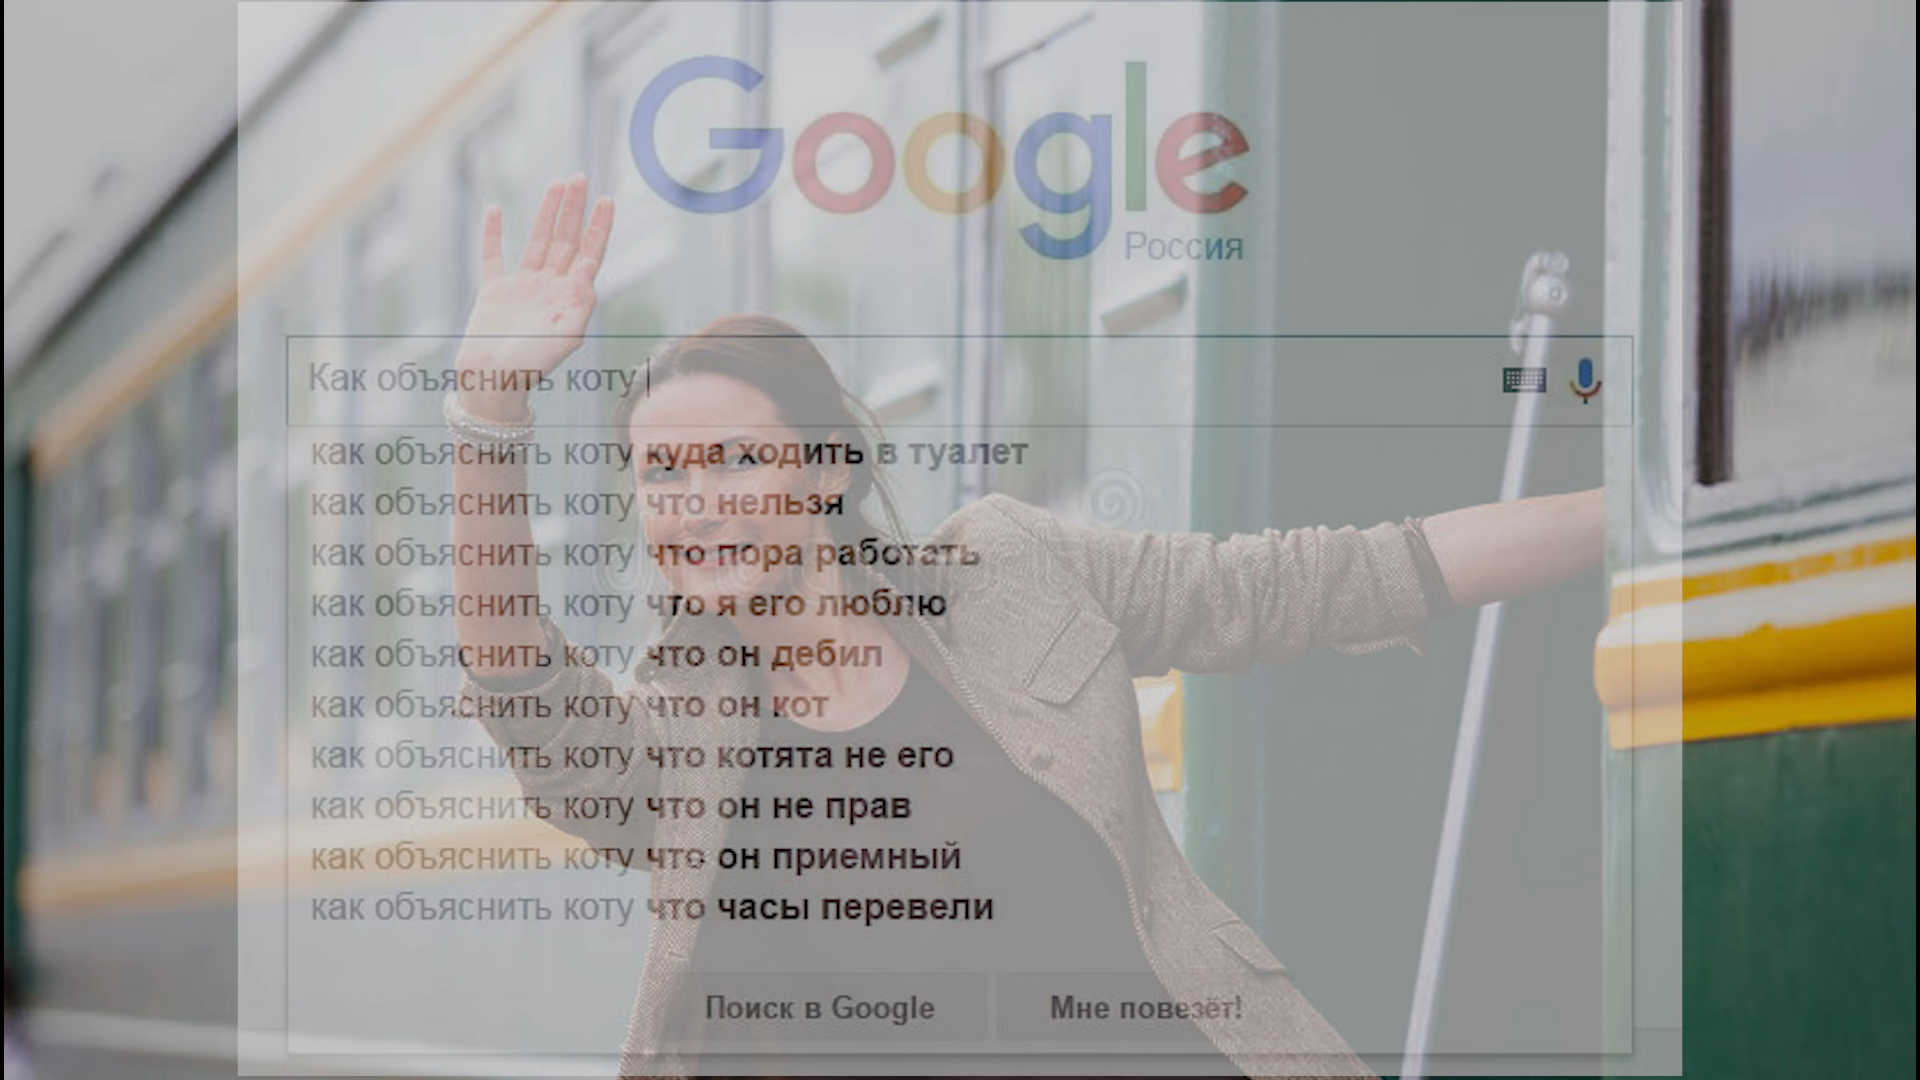 Google
Россия
Как объяснить коту
как объяснить коту куда ходить в туалет
как объяснить коту что нельзя
как объяснить коту что пора работать
как объяснить коту что я его люблю
как объяснить коту что он дебил
как объяснить коту что он кот
как объяснить коту что котята не его
как объяснить коту что он не прав
как объяснить коту что он приемный
как объяснить коту что часы перевели
Поиск в Google
Мне повезёт!